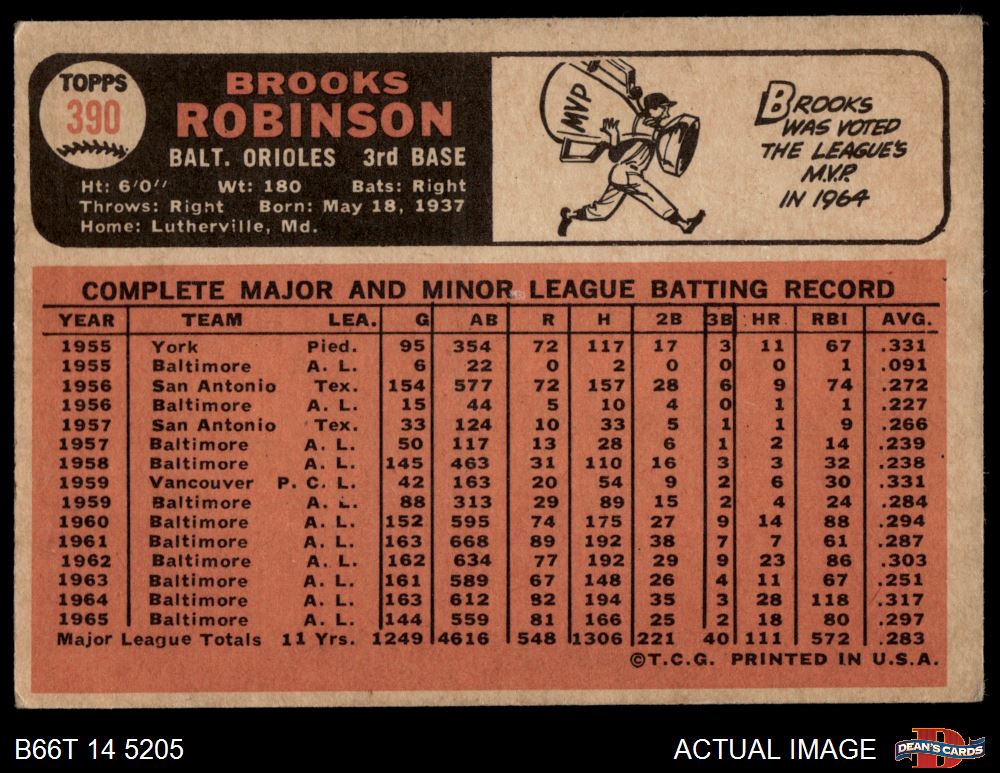 TOPPS
390
BROOKS
ROBINSON
BALT. ORIOLES 3rd BASE
Ht: 6'0" Wt: 180 Bats: Right
Throws: Right Born: May 18, 1937
Home: Lutherville, Md.
MVP
BROOKS
WAS VOTED
THE LEAGUE'S
M.V.P.
IN 1964
COMPLETE MAJOR AND MINOR LEAGUE BATTING RECORD
YEAR TEAM LEA. G AB R H 2B 3B HR RBI AVG.
1955 York Pied. 95 354 72 117 17 3 11 67 .331
1955 Baltimore A. L. 6 22 0 2 0 0 0 1 .091
1956 San Antonio Tex. 154 577 72 157 28 6 9 74 .272
1956 Baltimore A. L. 15 44 5 10 4 0 1 1 .227
1957 San Antonio Tex. 33 124 10 33 5 1 1 9 .266
1957 Baltimore A. L. 50 117 13 28 6 1 2 14 .239
1958 Baltimore A. L. 145 463 31 110 16 3 3 32 .238
1959 Vancouver P. C. L. 42 163 20 54 9 2 6 30 .331
1959 Baltimore A. L. 88 313 29 89 15 2 4 24 .284
1960 Baltimore A. L. 152 595 74 175 27 9 14 88 .294
1961 Baltimore A. L. 163 668 89 192 38 7 7 61 .287
1962 Baltimore A. L. 162 634 77 192 29 9 23 86 .303
1963 Baltimore A. L. 161 589 67 148 26 4 11 67 .251
1964 Baltimore A. L. 163 612 82 194 35 3 28 118 .317
1965 Baltimore A. L. 144 559 81 166 25 2 18 80 .297
Major League Totals 11 Yrs. 1249 4616 548 1306 221 40 111 572 .283
©T.C.G. PRINTED IN U.S.A.
B66T 14 5205
ACTUAL IMAGE
DEAN'S CARDS